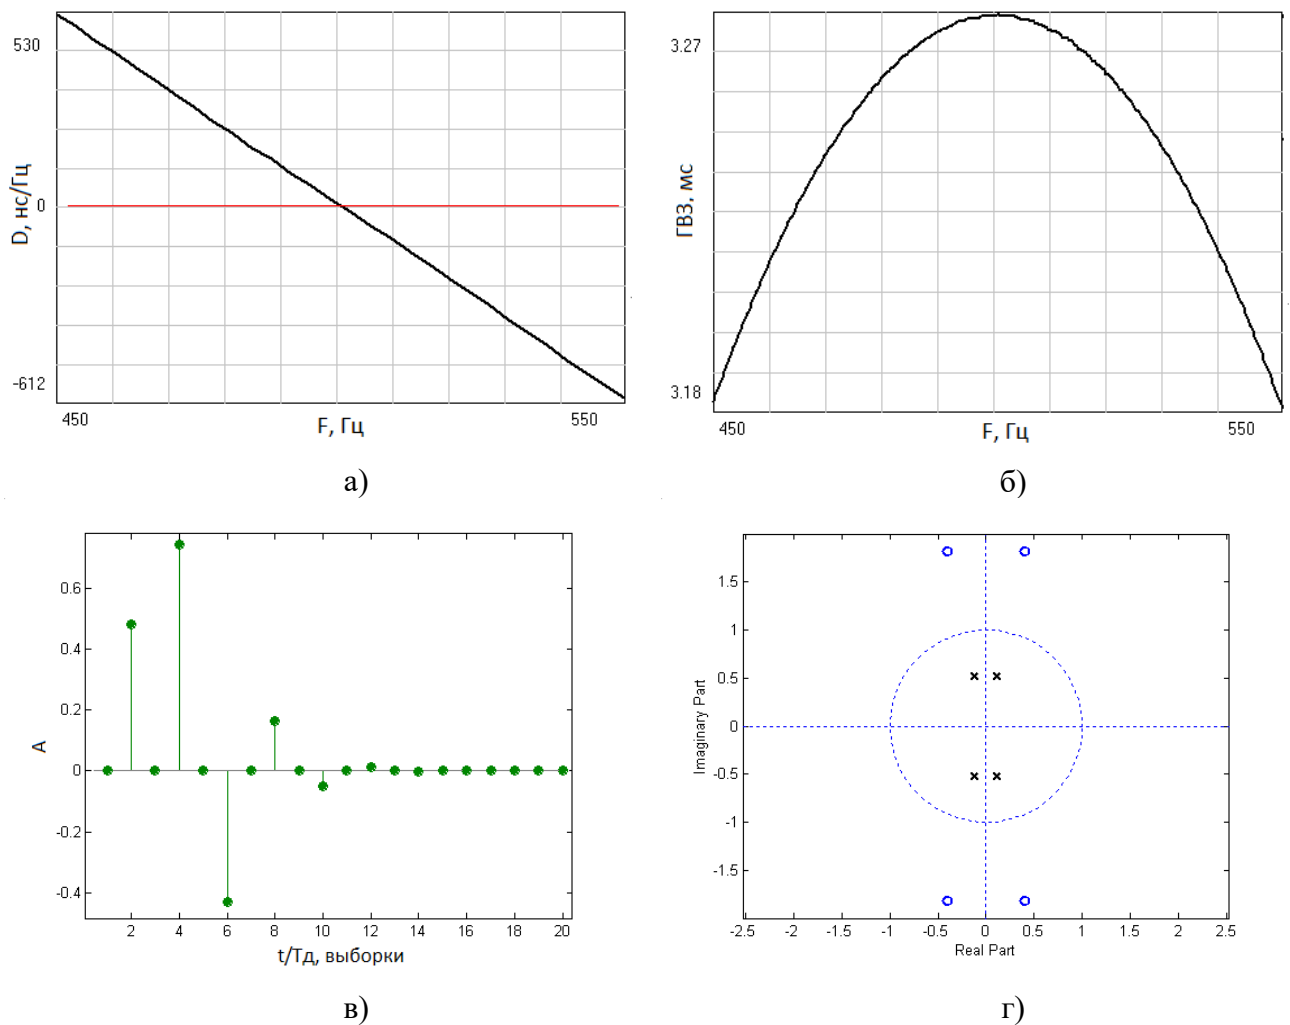 530
D, нс/Гц
0
-612
450
550
F, Гц
а)
3.27
ГВЗ, мс
3.18
450
550
F, Гц
б)
0.6
0.4
0.2
0
-0.2
-0.4
A
2 4 6 8 10 12 14 16 18 20
t/Tд, выборки
в)
1.5
1
0.5
0
-0.5
-1
-1.5
Imaginary Part
-2.5 -2 -1.5 -1 -0.5 0 0.5 1 1.5 2 2.5
Real Part
г)